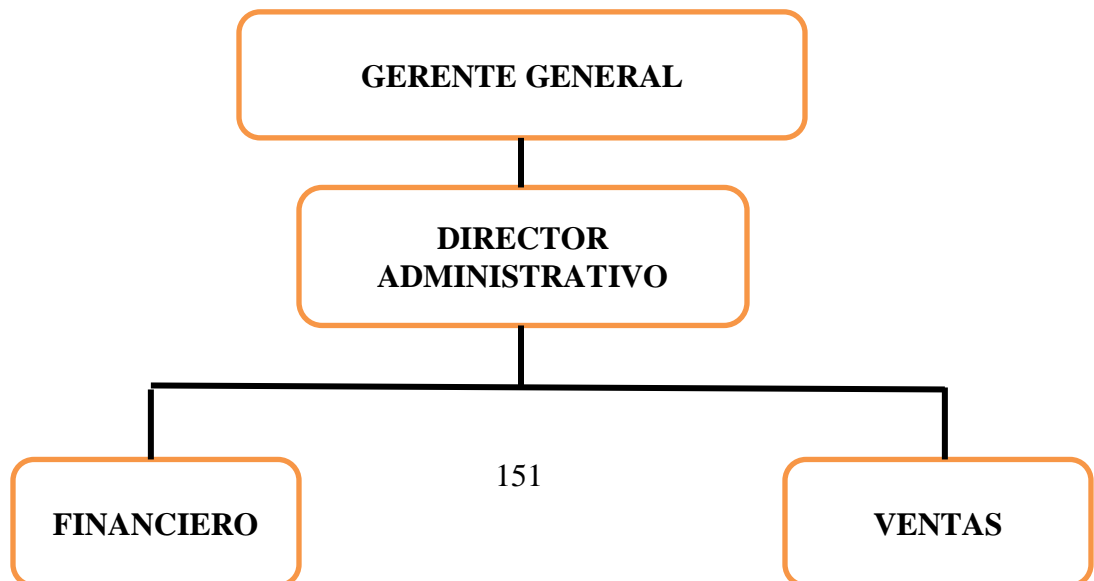 GERENTE GENERAL
DIRECTOR
ADMINISTRATIVO
151
FINANCIERO
VENTAS